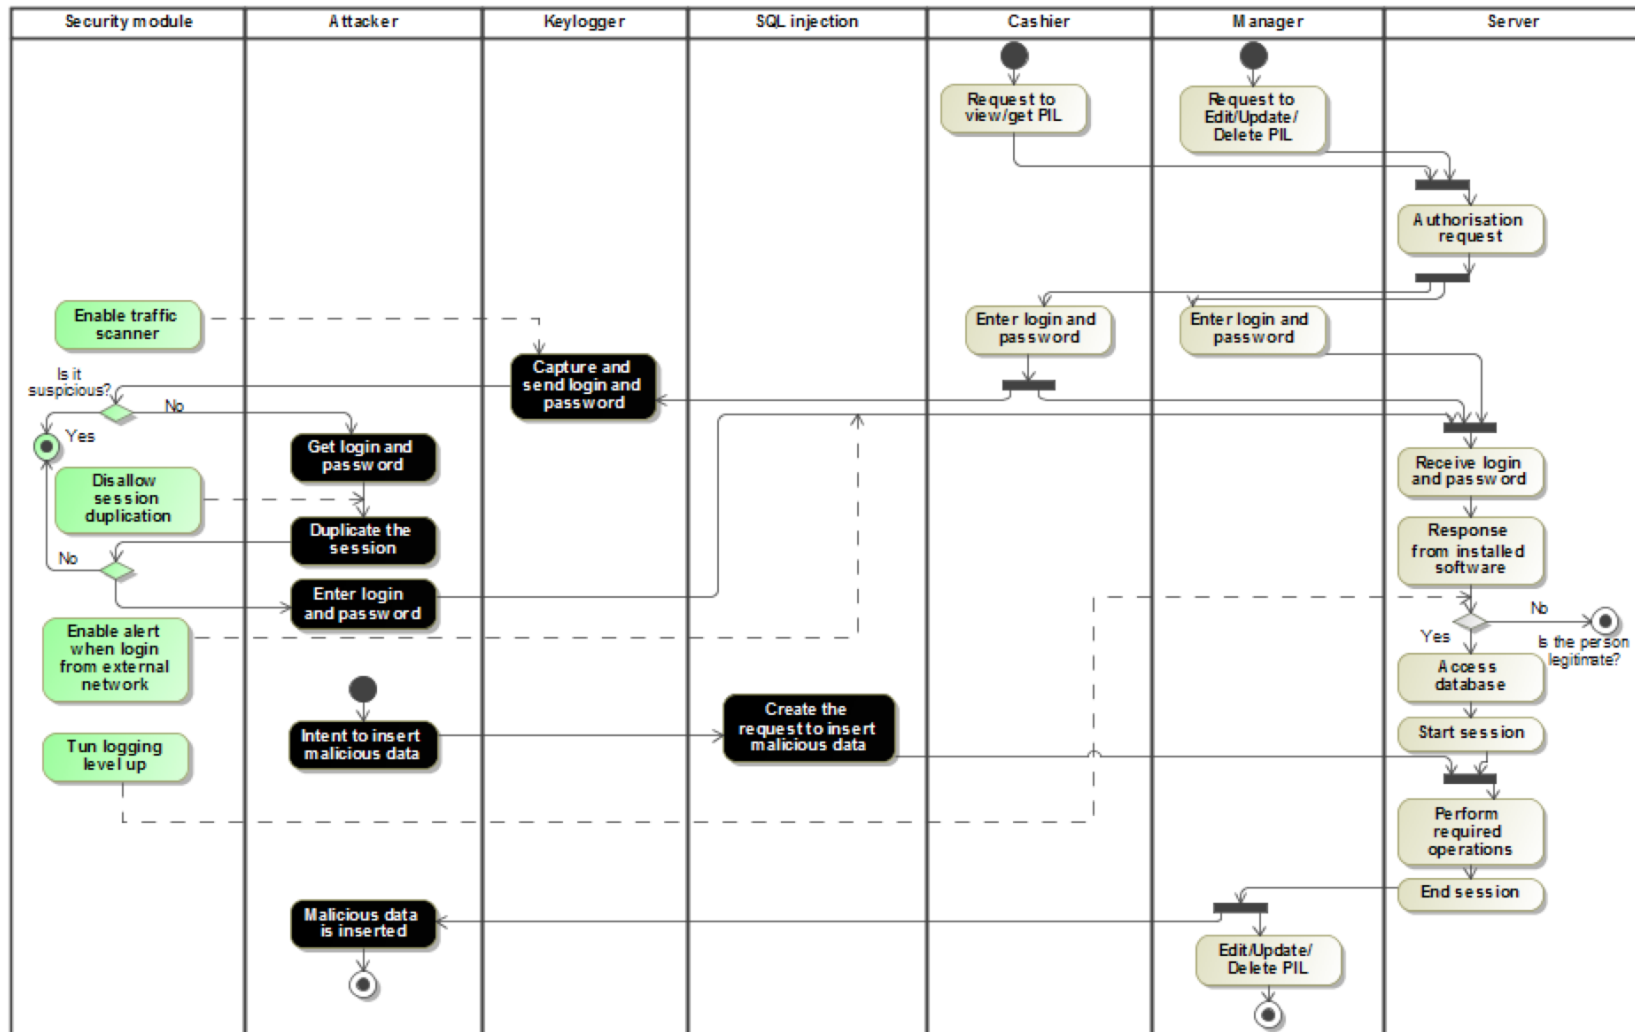 Security module
Attacker
Keylogger
SQL injection
Cashier
Manager
Server
Request to
view/get PIL
Request to
Edit/Update/
Delete PIL
Authorisation
request
Enable traffic
scanner
Enter login and
password
Enter login and
password
Capture and
send login and
password
Is it
suspicious?
No
Yes
Get login and
password
Receive login
and password
Disallow
session
duplication
Duplicate the
session
Response
from installed
software
No
Enter login
and password
Enable alert
when login
from external
network
No
Yes
Is the person
legitimate?
Access
database
Create the
request to insert
malicious data
Intent to insert
malicious data
Start session
Tun logging
level up
Perform
required
operations
End session
Malicious data
is inserted
Edit/Update/
Delete PIL